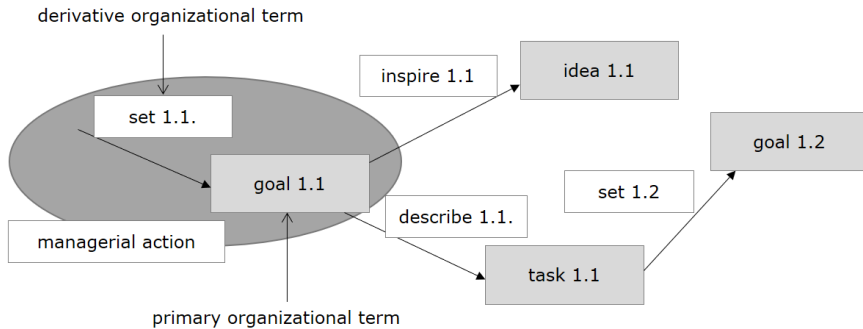 derivative organizational term
inspire 1.1
idea 1.1
set 1.1.
goal 1.2
goal 1.1
set 1.2
describe 1.1.
managerial action
task 1.1
primary organizational term